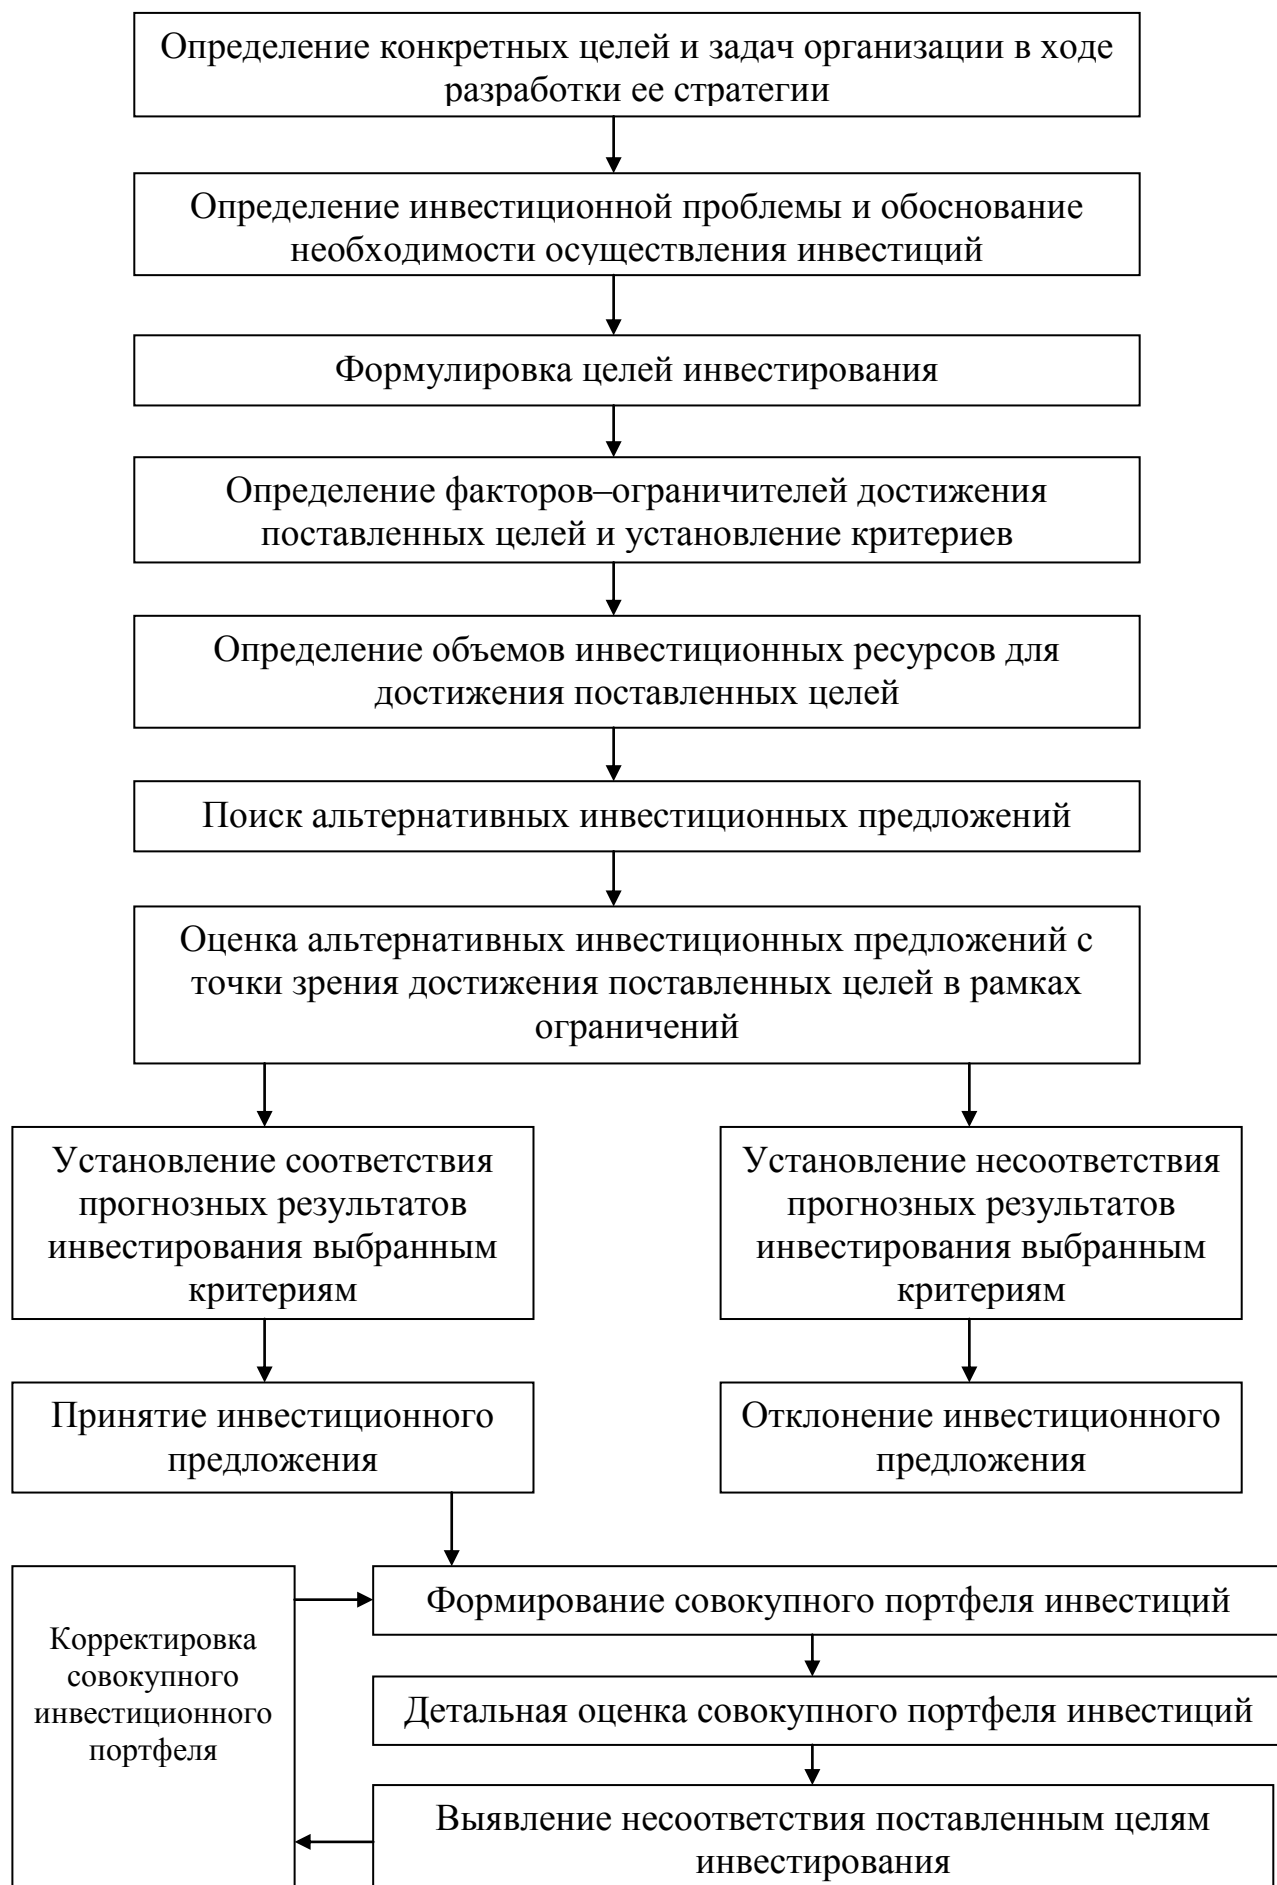 Определение конкретных целей и задач организации в ходе
разработки ее стратегии
Определение инвестиционной проблемы и обоснование
необходимости осуществления инвестиций
Формулировка целей инвестирования
Определение факторов–ограничителей достижения
поставленных целей и установление критериев
Определение объемов инвестиционных ресурсов для
достижения поставленных целей
Поиск альтернативных инвестиционных предложений
Оценка альтернативных инвестиционных предложений с
точки зрения достижения поставленных целей в рамках
ограничений
Установление соответствия
прогнозных результатов
инвестирования выбранным
критериям
Установление несоответствия
прогнозных результатов
инвестирования выбранным
критериям
Принятие инвестиционного
предложения
Отклонение инвестиционного
предложения
Формирование совокупного портфеля инвестиций
Корректировка
совокупного
инвестиционного
портфеля
Детальная оценка совокупного портфеля инвестиций
Выявление несоответствия поставленным целям
инвестирования